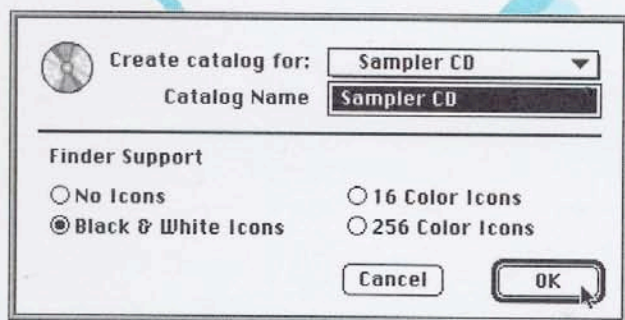 Create catalog for: Sampler CD
Catalog Name Sampler CD
Finder Support
No Icons
16 Color Icons
Black & White Icons
256 Color Icons
Cancel
OK